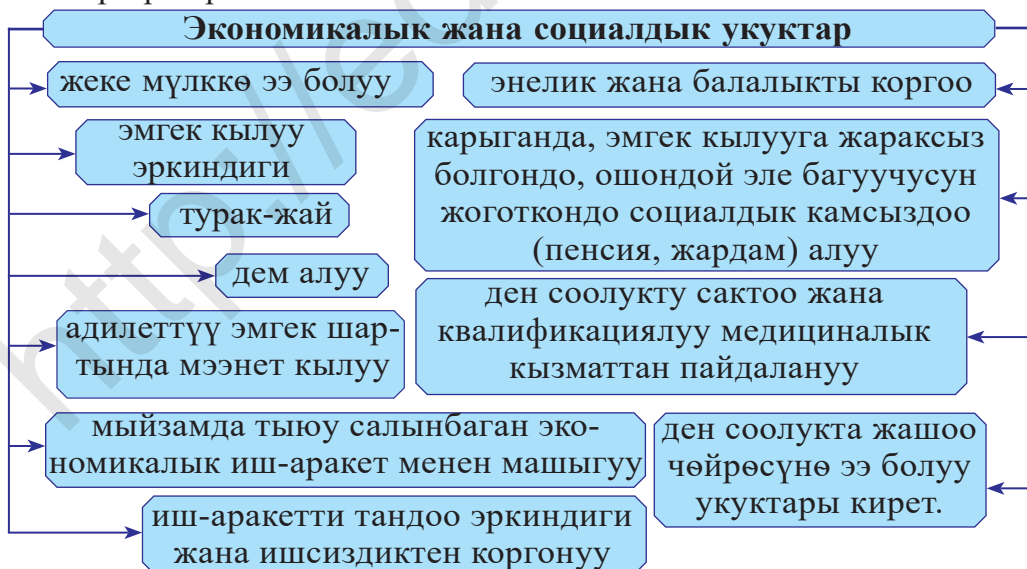 Экономикалык жана социалдык укуктар
жеке мүлккө ээ болуу
эмгек кылуу
эркиндиги
турак-жай
дем алуу
адилеттүү эмгек шар-
тында мээнет кылуу
мыйзамда тыюу салынбаган эко-
номикалык иш-аракет менен машыгуу
иш-аракетти тандоо эркиндиги
жана ишсиздиктен коргонуу
энелик жана балалыкты коргоо
карыганда, эмгек кылууга жараксыз
болгондо, ошондой эле багуучусун
жоготкондо социалдык камсыздоо
(пенсия, жардам) алуу
ден соолукту сактоо жана
квалификациялуу медициналык
кызматтан пайдалануу
ден соолукта жашоо
чөйрөсүнө ээ болуу
укуктары кирет.
http://e